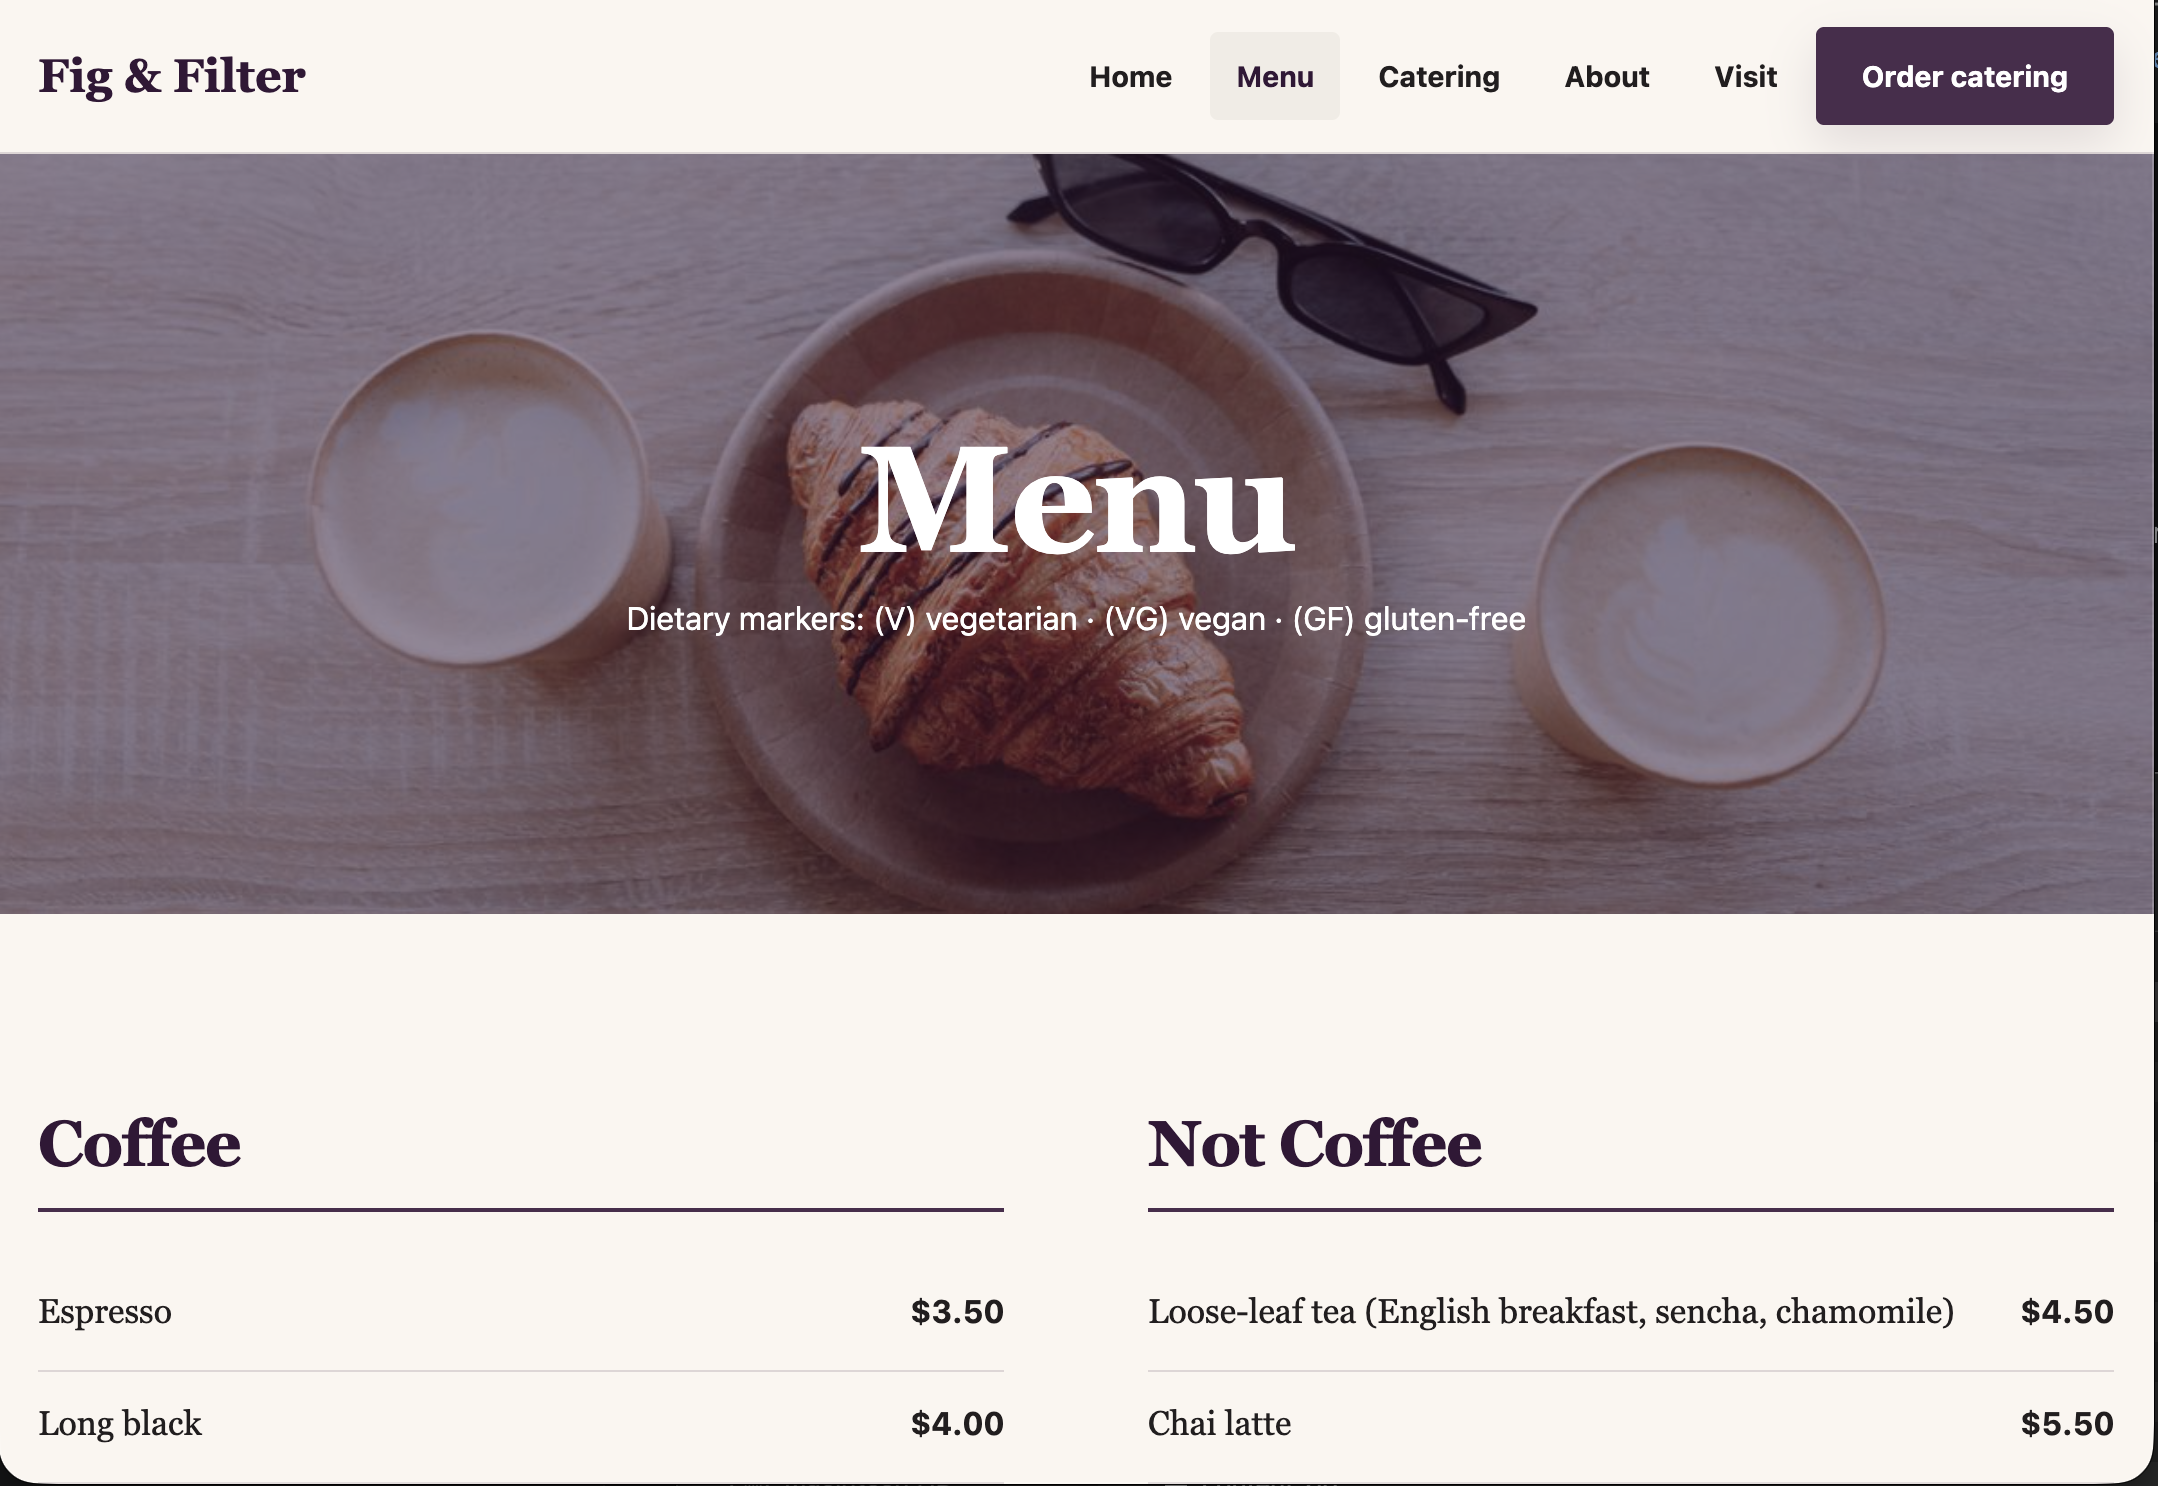 Fig & Filter
Home Menu Catering About Visit Order catering
Menu
Dietary markers: (V) vegetarian · (VG) vegan · (GF) gluten-free
Coffee
Espresso $3.50
Long black $4.00
Not Coffee
Loose-leaf tea (English breakfast, sencha, chamomile) $4.50
Chai latte $5.50